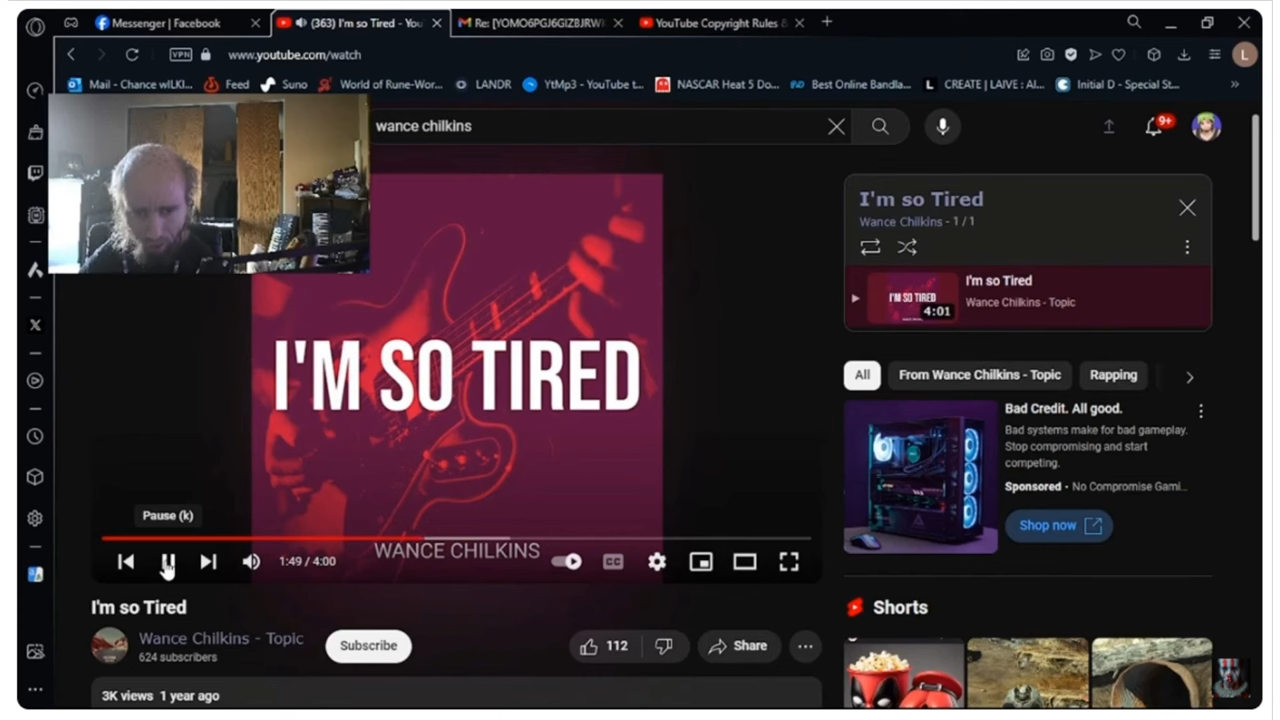 Messenger | Facebook
(363) I'm so Tired - You
Re: [YOMO6PGJ6GIZBJRWI
YouTube Copyright Rules &
VPN
www.youtube.com/watch
L
Mail - Chance wILKI...
Feed
Suno
World of Rune-Wor...
LANDR
YtMp3 - YouTube t...
NASCAR Heat 5 Do...
Best Online Bandla...
CREATE | LAIVE : AI...
Initial D - Special St...
wance chilkins
9+
I'm so Tired
Wance Chilkins - 1 / 1
I'M SO TIRED
4:01
I'm so Tired
Wance Chilkins - Topic
I'M SO TIRED
WANCE CHILKINS
Pause (k)
1:49 / 4:00
CC
All
From Wance Chilkins - Topic
Rapping
Bad Credit. All good.
Bad systems make for bad gameplay.
Stop compromising and start
competing.
Sponsored · No Compromise Gami...
Shop now
I'm so Tired
Wance Chilkins - Topic
624 subscribers
Subscribe
112
Share
3K views 1 year ago
Shorts